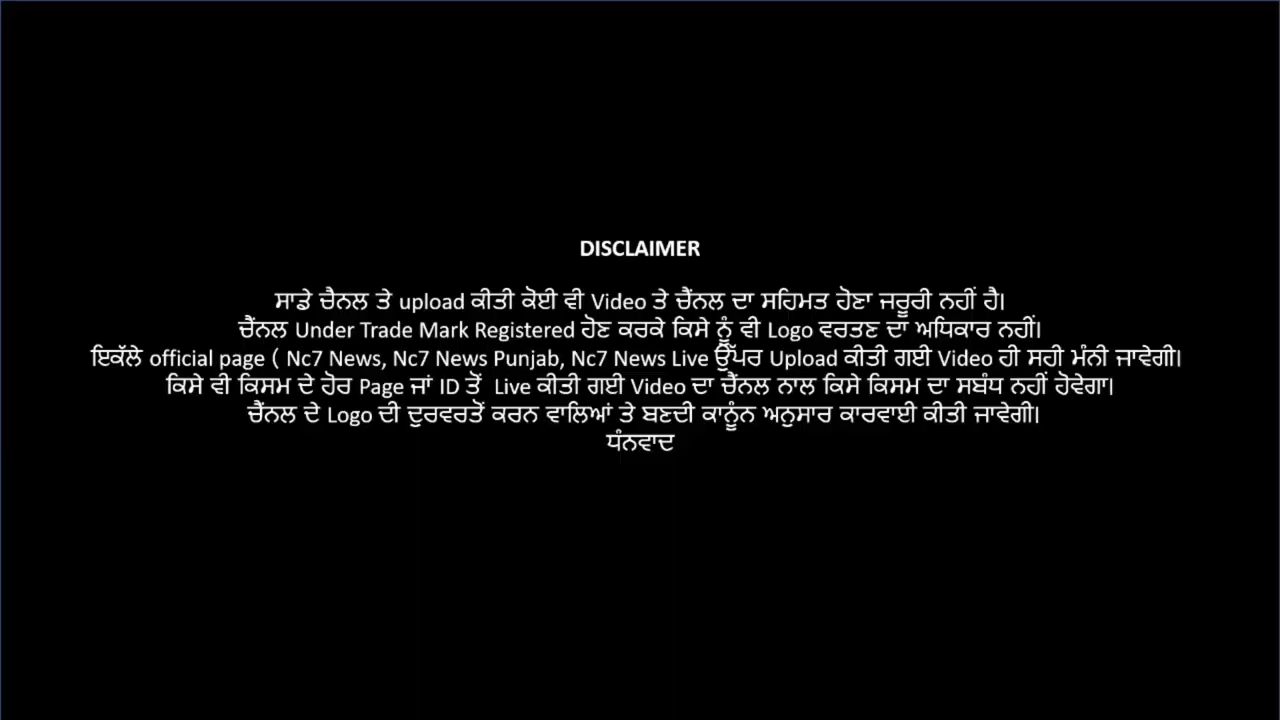 DISCLAIMER
ਸਾਡੇ ਚੈਨਲ ਤੇ upload ਕੀਤੀ ਕੋਈ ਵੀ Video ਤੇ ਚੈਂਨਲ ਦਾ ਸਹਿਮਤ ਹੋਣਾ ਜਰੂਰੀ ਨਹੀਂ ਹੈ।
ਚੈਂਨਲ Under Trade Mark Registered ਹੋਣ ਕਰਕੇ ਕਿਸੇ ਨੂੰ ਵੀ Logo ਵਰਤਣ ਦਾ ਅਧਿਕਾਰ ਨਹੀਂ।
ਇਕੱਲੇ official page ( Nc7 News, Nc7 News Punjab, Nc7 News Live ਉੱਪਰ Upload ਕੀਤੀ ਗਈ Video ਹੀ ਸਹੀ ਮੰਨੀ ਜਾਵੇਗੀ।
ਕਿਸੇ ਵੀ ਕਿਸਮ ਦੇ ਹੋਰ Page ਜਾਂ ID ਤੋਂ Live ਕੀਤੀ ਗਈ Video ਦਾ ਚੈਂਨਲ ਨਾਲ ਕਿਸੇ ਕਿਸਮ ਦਾ ਸਬੰਧ ਨਹੀਂ ਹੋਵੇਗਾ।
ਚੈਂਨਲ ਦੇ Logo ਦੀ ਦੁਰਵਰਤੋਂ ਕਰਨ ਵਾਲਿਆਂ ਤੇ ਬਣਦੀ ਕਾਨੂੰਨ ਅਨੁਸਾਰ ਕਾਰਵਾਈ ਕੀਤੀ ਜਾਵੇਗੀ।
ਧੰਨਵਾਦ